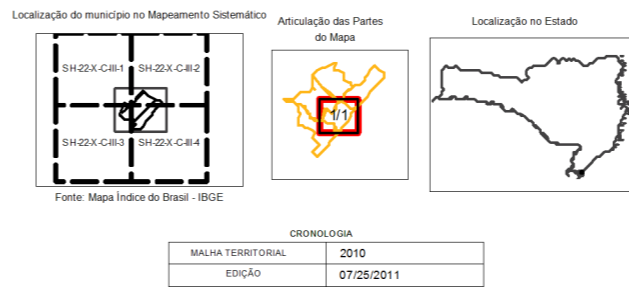 Localização do município no Mapeamento Sistemático
Articulação das Partes
do Mapa
Localização no Estado
SH-22-X-C-III-1 SH-22-X-C-III-2
SH-22-X-C-III-3 SH-22-X-C-III-4
1/1
Fonte: Mapa Índice do Brasil - IBGE
CRONOLOGIA
MALHA TERRITORIAL 2010
EDIÇÃO 07/25/2011